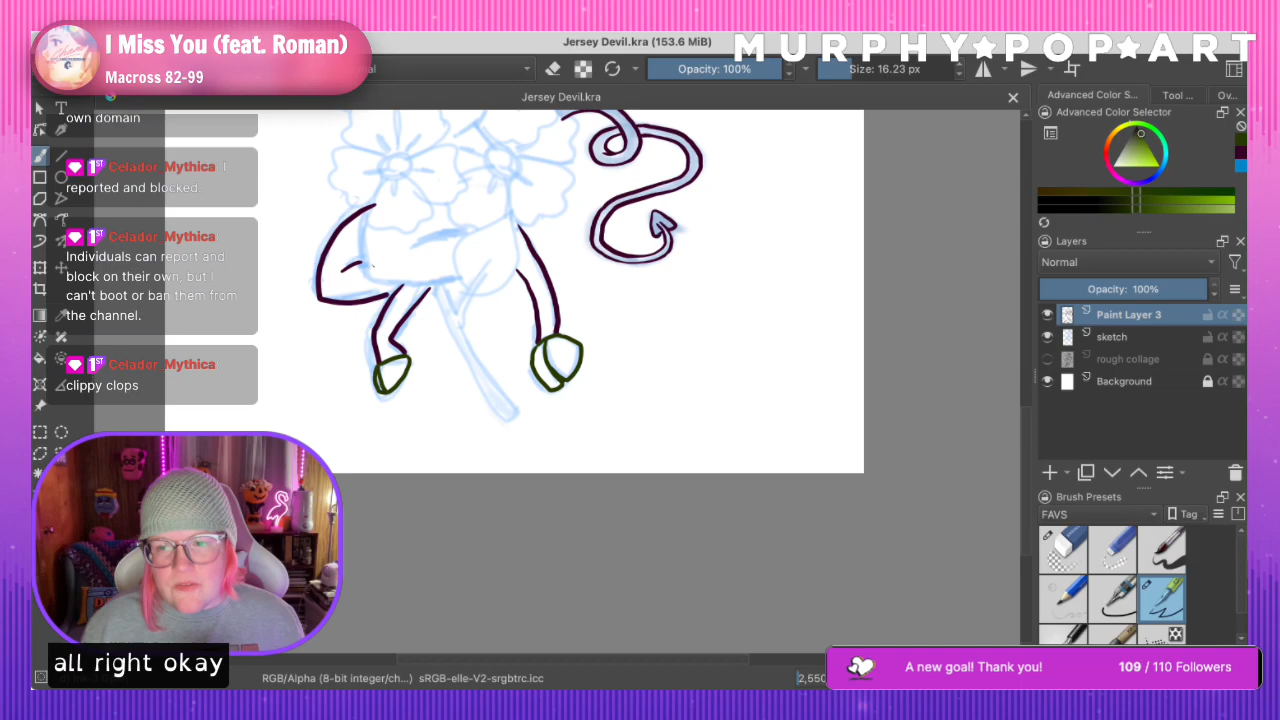 I Miss You (feat. Roman)
Macross 82-99
Jersey Devil.kra (153.6 MiB)
MURPHY★POP★ART
Opacity: 100%
Size: 16.23 px
Jersey Devil.kra
Advanced Color S...
Tool ...
Ov...
Advanced Color Selector
own domain
Celador_Mythica I
reported and blocked.
Celador_Mythica
Individuals can report and
block on their own, but I
can't boot or ban them from
the channel.
Celador_Mythica
clippy clops
Layers
Normal
Opacity: 100%
Paint Layer 3
sketch
rough collage
Background
Brush Presets
FAVS
Tag
all right okay
RGB/Alpha (8-bit integer/ch...) sRGB-elle-V2-srgbtrc.icc
2,550
A new goal! Thank you!
109 / 110 Followers